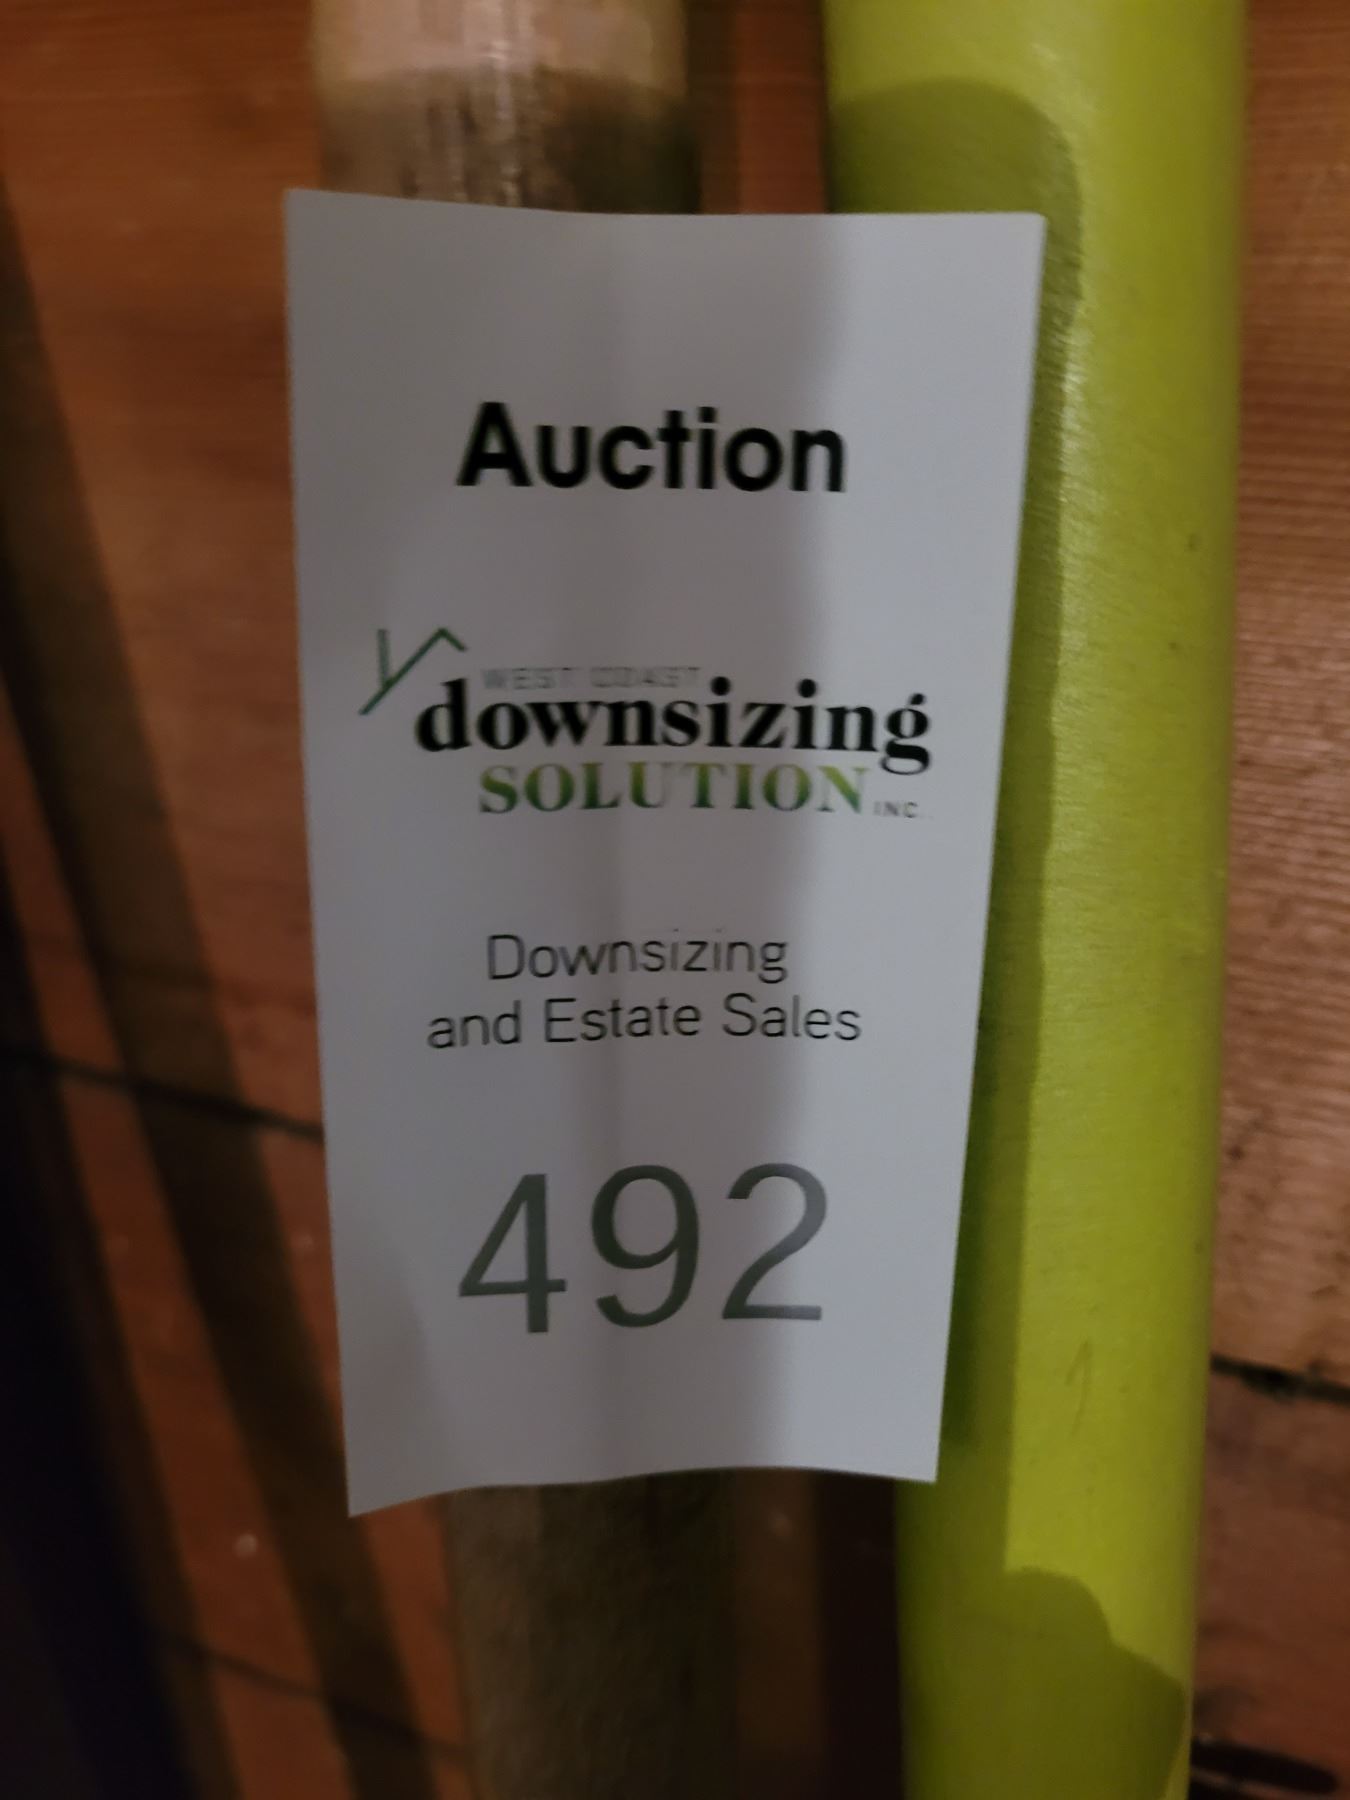 Auction
WEST COAST
downsizing
SOLUTION INC.
Downsizing
and Estate Sales
492